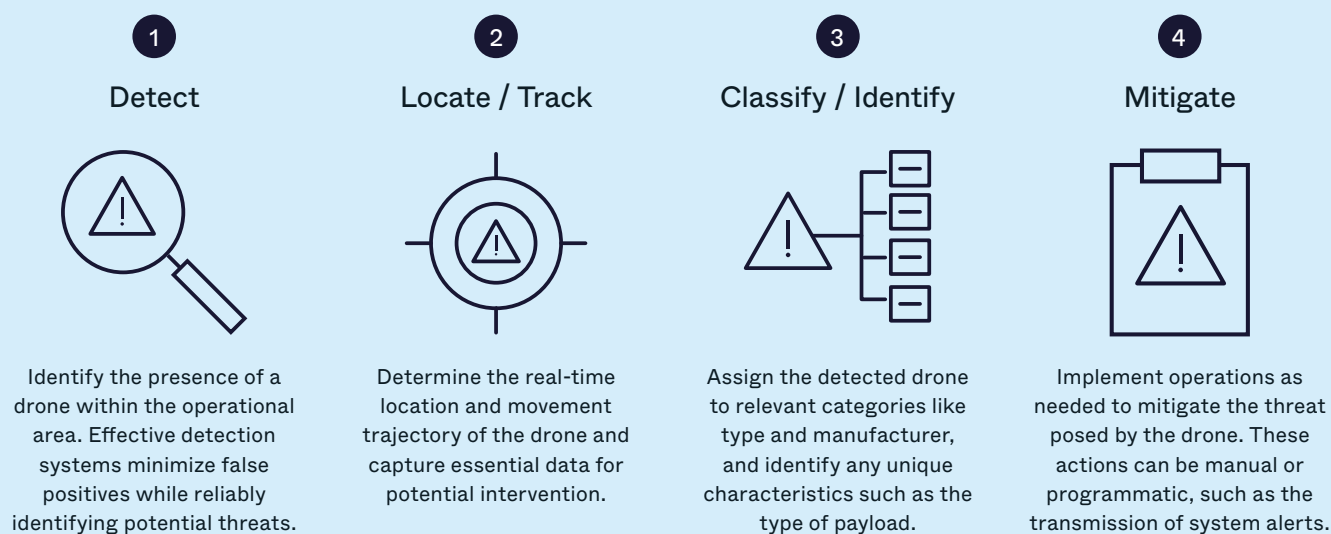 1
Detect
Identify the presence of a
drone within the operational
area. Effective detection
systems minimize false
positives while reliably
identifying potential threats.
2
Locate / Track
Determine the real-time
location and movement
trajectory of the drone and
capture essential data for
potential intervention.
3
Classify / Identify
Assign the detected drone
to relevant categories like
type and manufacturer,
and identify any unique
characteristics such as the
type of payload.
4
Mitigate
Implement operations as
needed to mitigate the threat
posed by the drone. These
actions can be manual or
programmatic, such as the
transmission of system alerts.